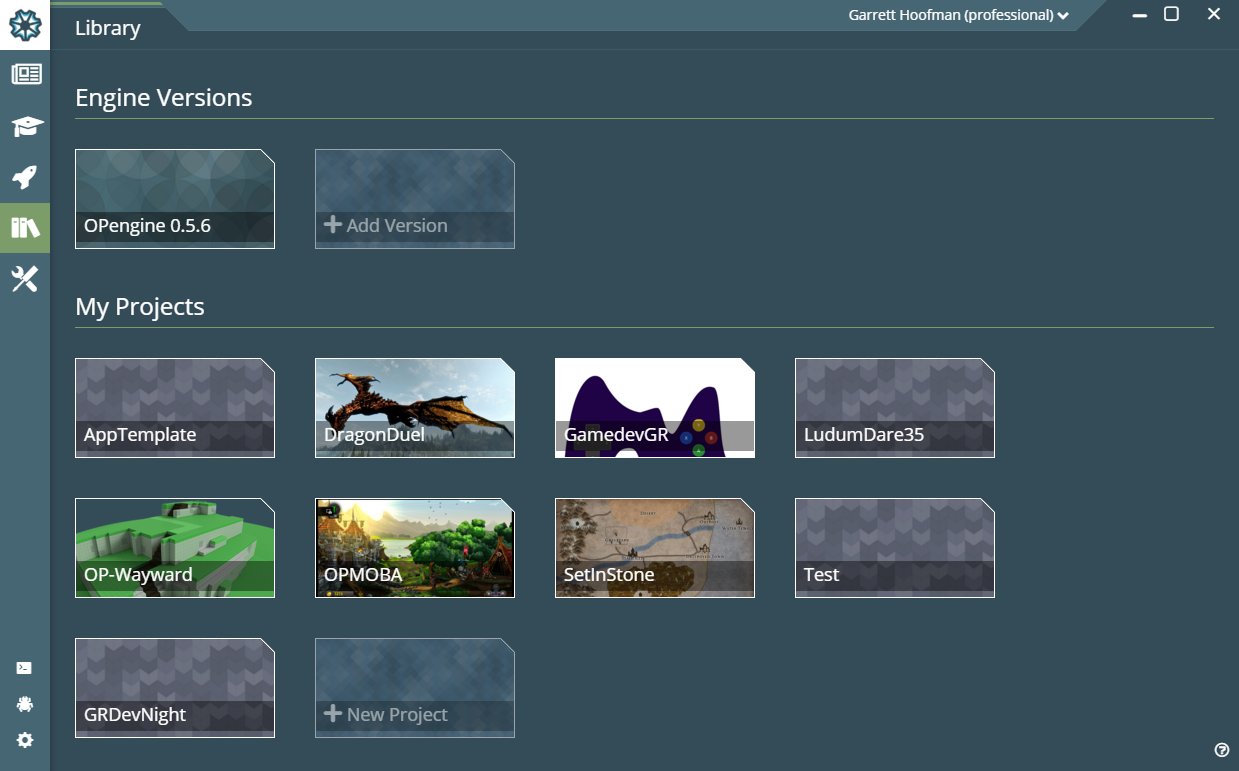 Library
Garrett Hoofman (professional)
Engine Versions
OPengine 0.5.6
Add Version
My Projects
AppTemplate
DragonDuel
GamedevGR
LudumDare35
OP-Wayward
OPMOBA
SetInStone
Test
GRDevNight
New Project